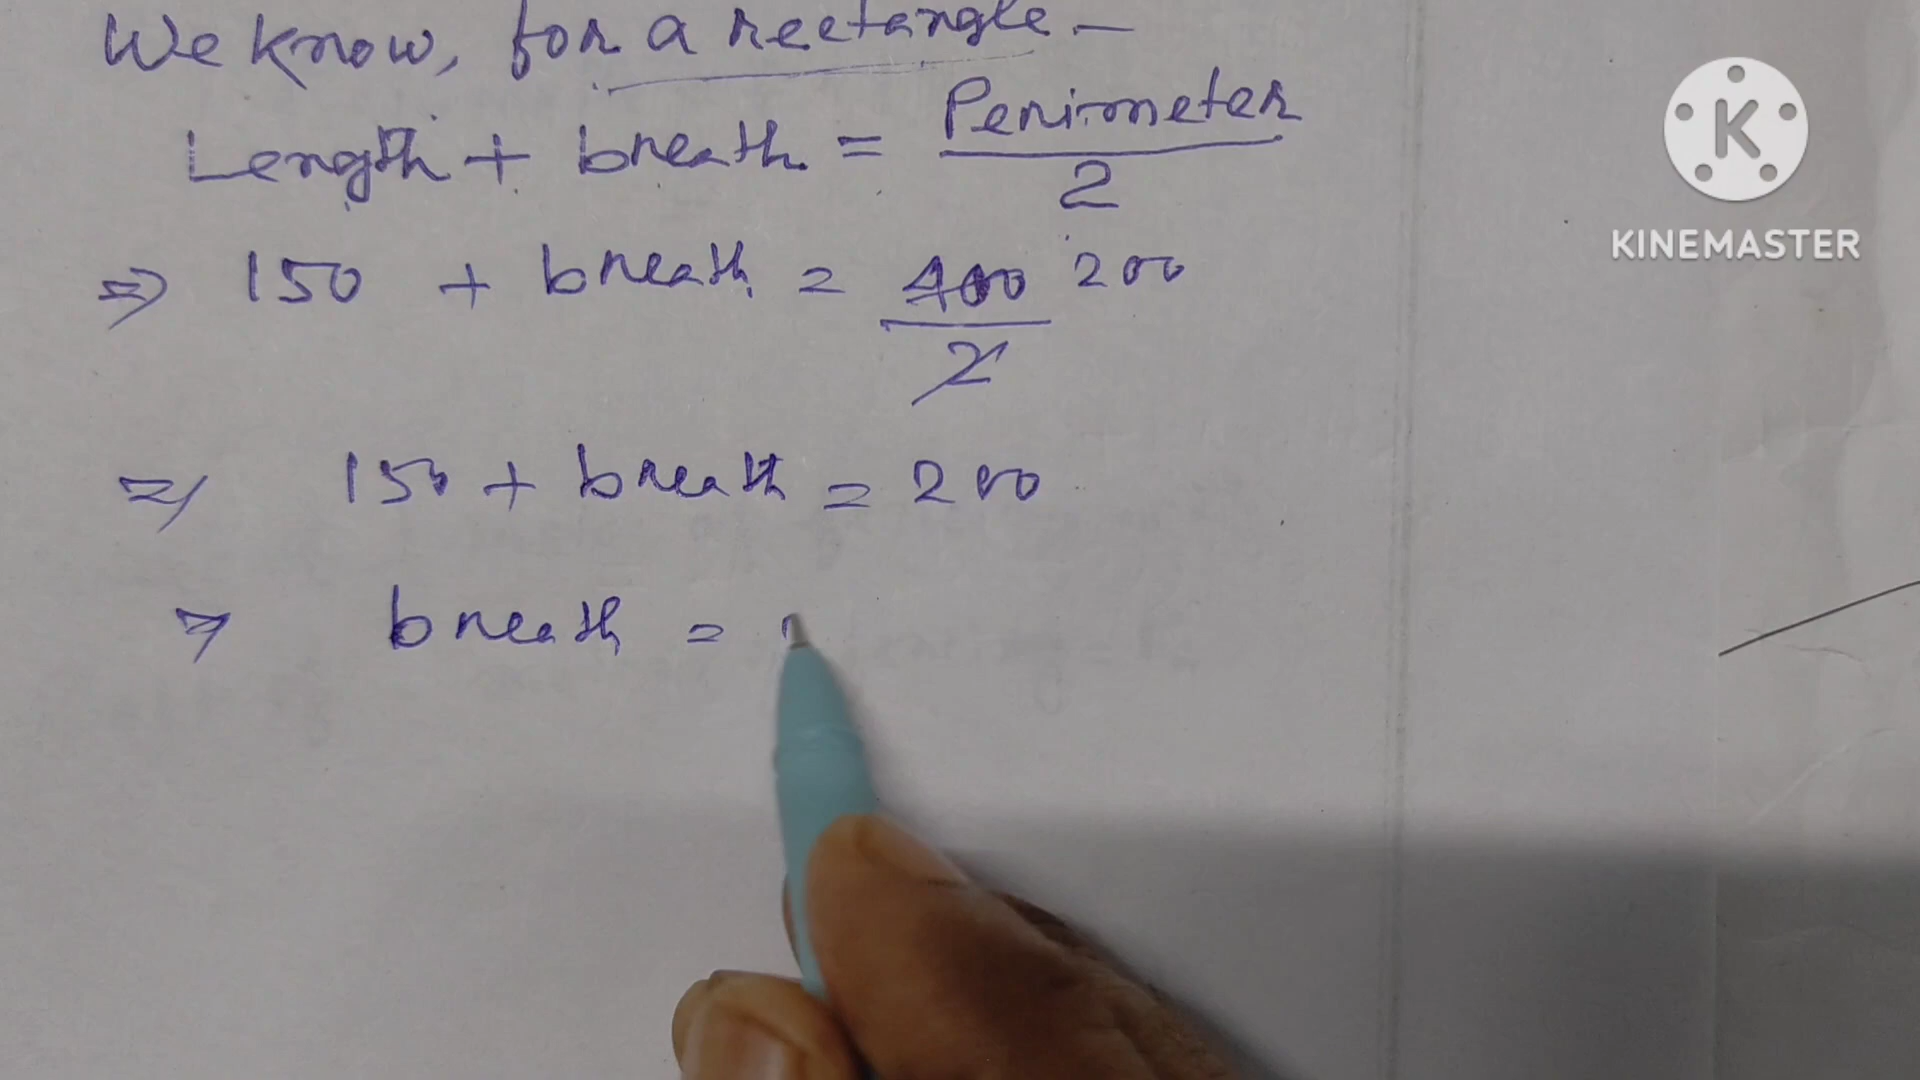 We know, for a rectangle -
Length + breath = Perimeter / 2
⇒ 150 + breath = 400 / 2 200
⇒ 150 + breath = 200
⇒ breath =
K
KINEMASTER